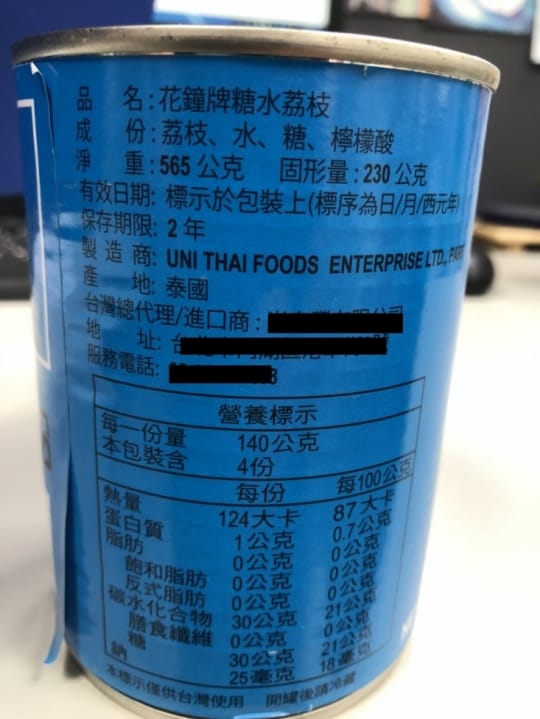 品 名:花鐘牌糖水荔枝
成 份:荔枝、水、糖、檸檬酸
淨 重:565公克 固形量:230公克
有效日期: 標示於包裝上(標序為日/月/西元年)
保存期限: 2 年
製 造 商: UNI THAI FOODS ENTERPRISE LTD.,
產 地: 泰國
台灣總代理/進口商:
地 址:
服務電話:
營養標示
每一份量 140公克
本包裝含 4份
每份 每100公克
熱量 124大卡 87大卡
蛋白質 1公克 0.7公克
脂肪 0公克 0公克
飽和脂肪 0公克 0公克
反式脂肪 0公克 0公克
碳水化合物 30公克 21公克
膳食纖維 0公克 0公克
糖 30公克 21公克
鈉 25毫克 18毫克
本標示僅供台灣使用 開罐後請冷藏